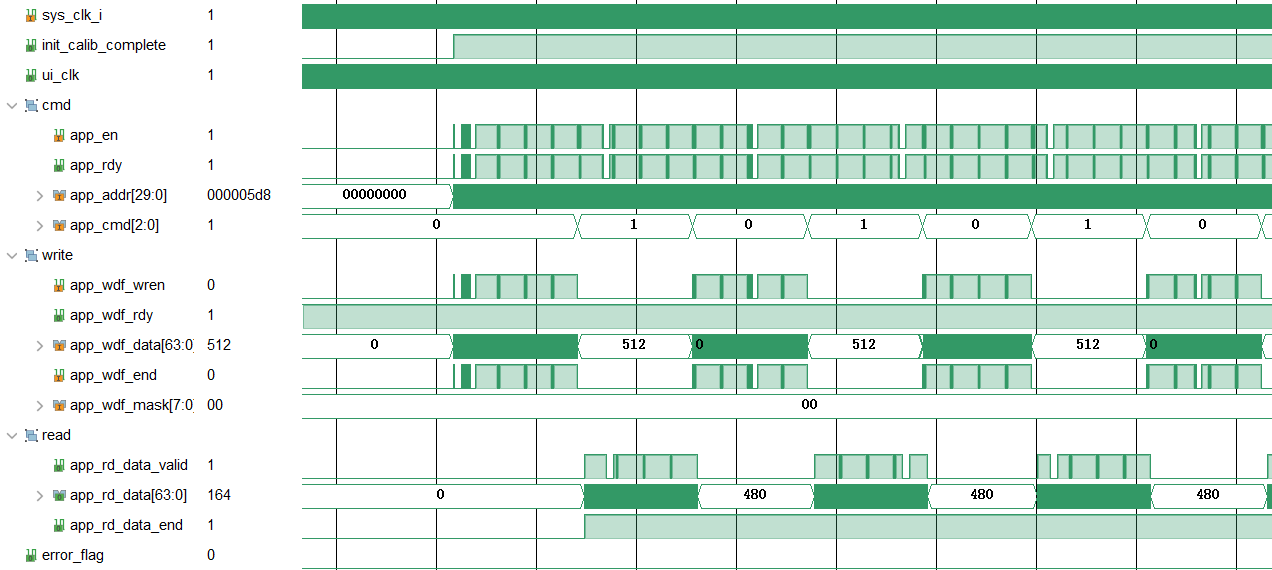 sys_clk_i 1
init_calib_complete 1
ui_clk 1
cmd
app_en 1
app_rdy 1
app_addr[29:0] 000005d8 00000000
app_cmd[2:0] 1 0 1 0 1 0 1 0
write
app_wdf_wren 0
app_wdf_rdy 1
app_wdf_data[63:0] 512 0 512 0 512 512 0
app_wdf_end 0
app_wdf_mask[7:0] 00 00
read
app_rd_data_valid 1
app_rd_data[63:0] 164 0 480 480 480
app_rd_data_end 1
error_flag 0